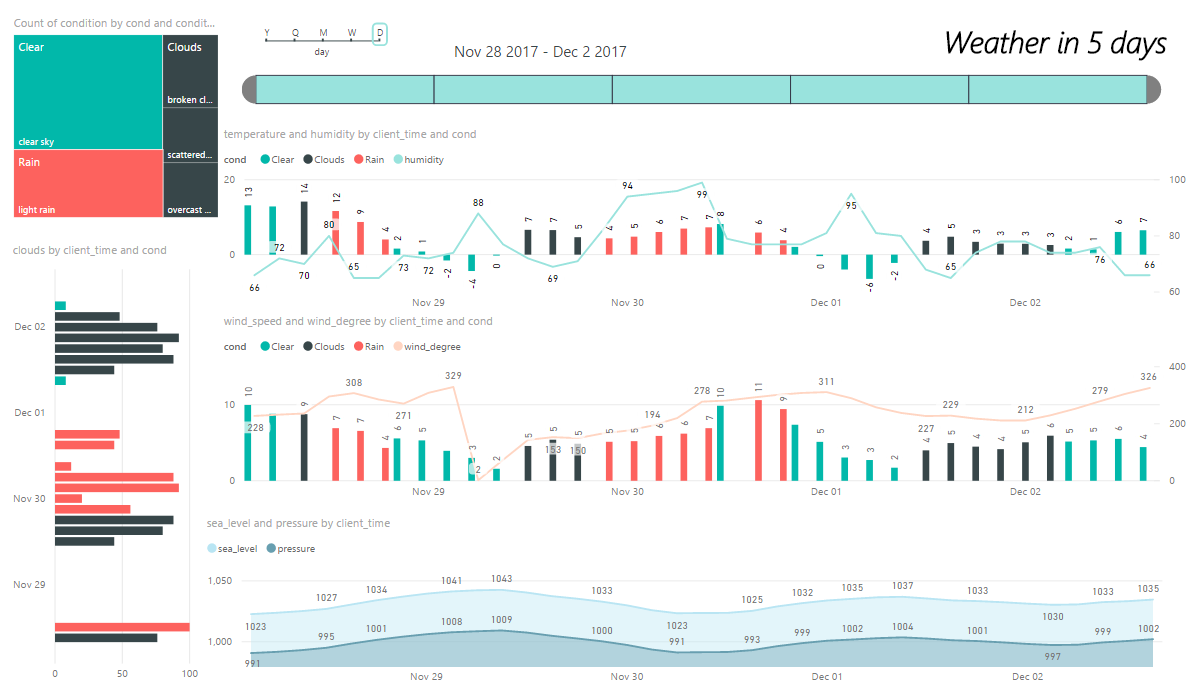 Count of condition by cond and condit...
Clear
Clouds
broken cl...
clear sky
scattered...
Rain
light rain
overcast ...
Y Q M W D
day
Nov 28 2017 - Dec 2 2017
Weather in 5 days
temperature and humidity by client_time and cond
cond Clear Clouds Rain humidity
20 100
13 14 12 9 4 2 1 -2 -4 0 7 7 5 4 5 6 7 7 8 6 4 0 -6 -2 4 5 3 3 3 3 2 1 6 7
94 99 88 95
80
80
72 70 65 73 72 69 65 76 66
0
66
60
Nov 29 Nov 30 Dec 01 Dec 02
wind_speed and wind_degree by client_time and cond
cond Clear Clouds Rain wind_degree
400
308 329 278 311 279 326
10 9 7 7 4 6 5 3 2 5 5 5 5 5 6 6 7 10 11 9 5 3 3 2 4 5 4 4 5 6 5 5 6 4
10
228 271 194 229 212
227
200
153 150
2
0 0
Nov 29 Nov 30 Dec 01 Dec 02
sea_level and pressure by client_time
sea_level pressure
1,050
1023 1027 1034 1041 1043 1033 1023 1025 1032 1035 1037 1033 1030 1033 1035
1,000
991 995 1001 1008 1009 1000 991 993 999 1002 1004 1001 997 999 1002
Nov 29 Nov 30 Dec 01 Dec 02
clouds by client_time and cond
Dec 02
Dec 01
Nov 30
Nov 29
0 50 100